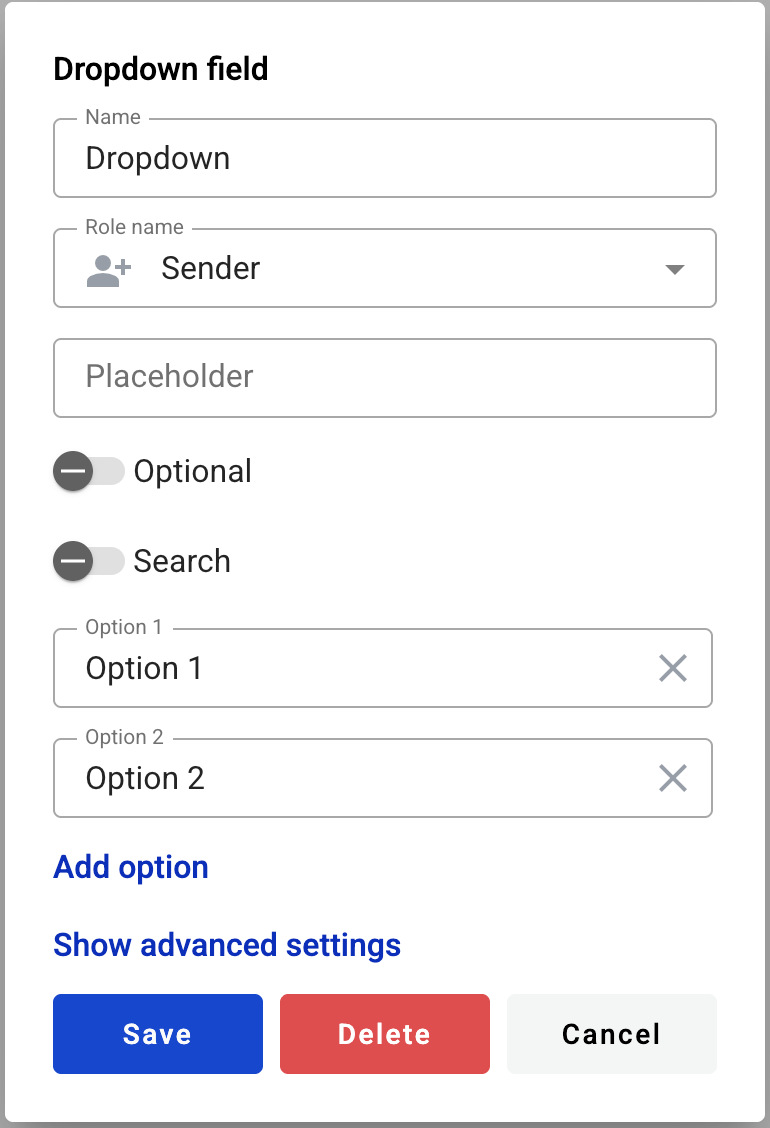 Dropdown field
Name
Dropdown
Role name
Sender
Placeholder
Optional
Search
Option 1
Option 1
Option 2
Option 2
Add option
Show advanced settings
Save Delete Cancel